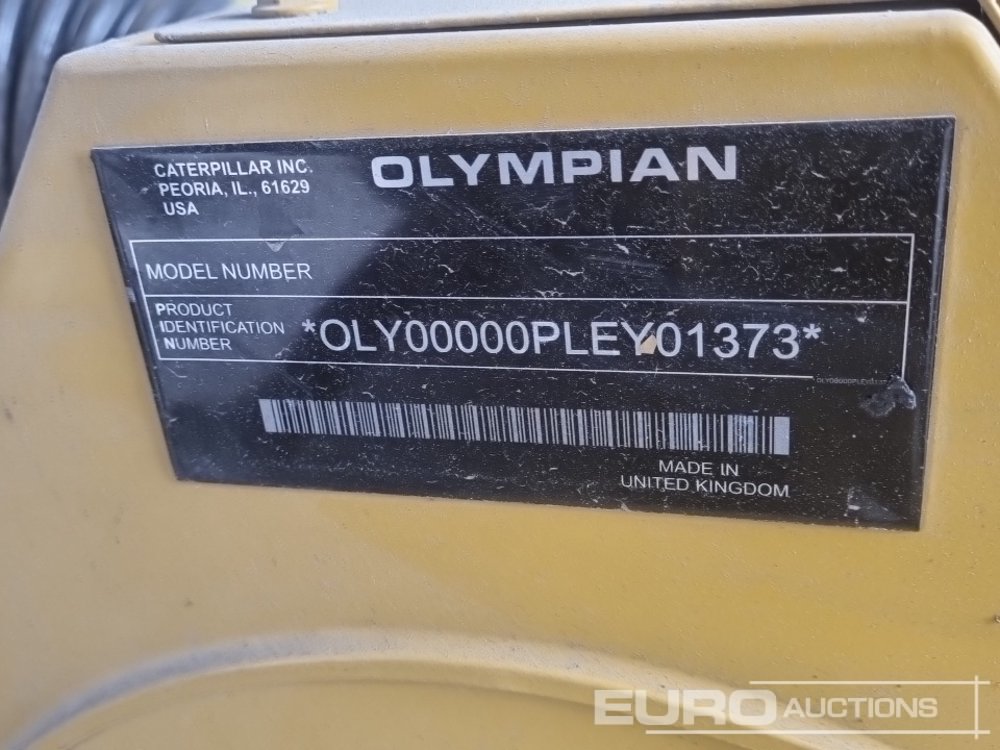 CATERPILLAR INC.
PEORIA, IL., 61629
USA
OLYMPIAN
MODEL NUMBER
PRODUCT
IDENTIFICATION
NUMBER
*OLY00000PLEY01373*
MADE IN
UNITED KINGDOM
EURO AUCTIONS